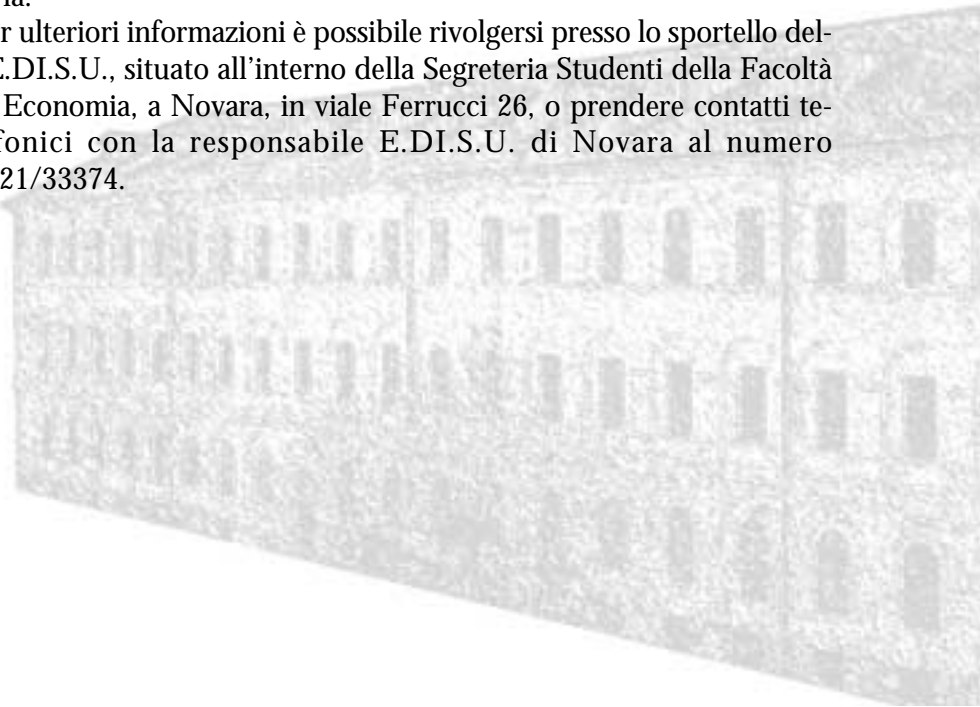 ria.
r ulteriori informazioni è possibile rivolgersi presso lo sportello del-
E.DI.S.U., situato all’interno della Segreteria Studenti della Facoltà
Economia, a Novara, in viale Ferrucci 26, o prendere contatti te-
fonici con la responsabile E.DI.S.U. di Novara al numero
21/33374.